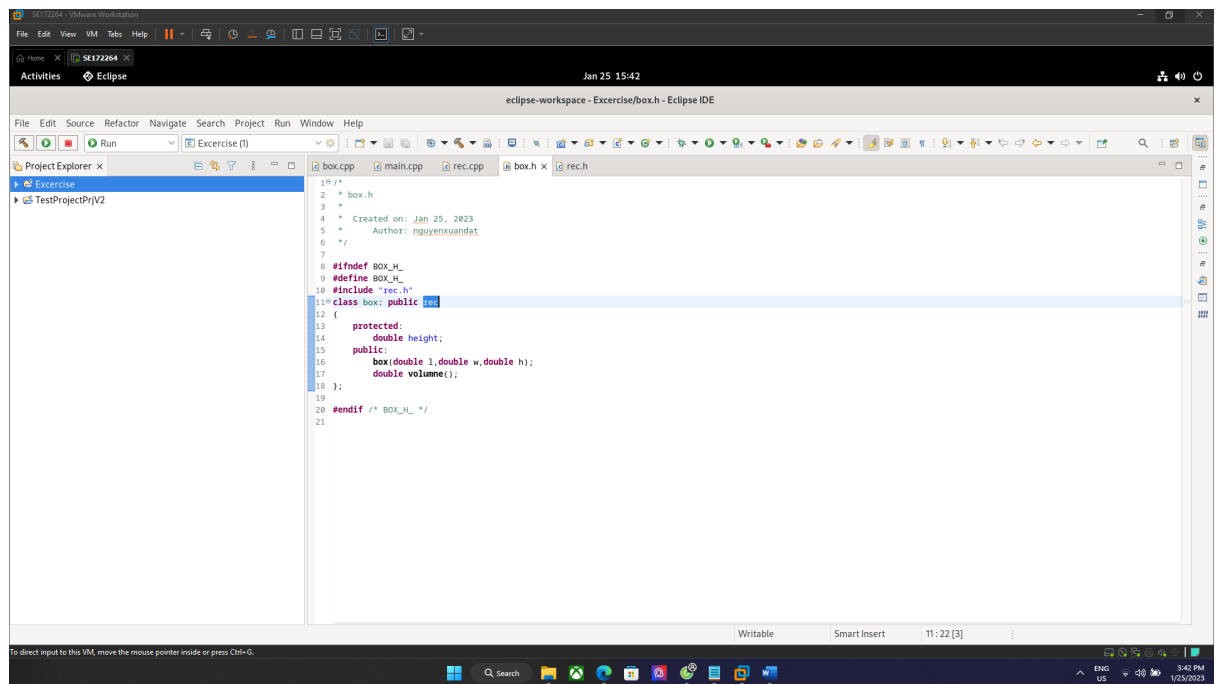 SE172264 - VMware Workstation
File Edit View VM Tabs Help
Home SE172264
Activities Eclipse Jan 25 15:42
eclipse-workspace - Excercise/box.h - Eclipse IDE
File Edit Source Refactor Navigate Search Project Run Window Help
Run Excercise (1)
Project Explorer box.cpp main.cpp rec.cpp box.h rec.h
Excercise
TestProjectPrjV2
1 /*
2 * box.h
3 *
4 * Created on: Jan 25, 2023
5 * Author: nguyenxuandat
6 */
7
8 #ifndef BOX_H_
9 #define BOX_H_
10 #include "rec.h"
11 class box: public rec
12 {
13 protected:
14 double height;
15 public:
16 box(double l,double w,double h);
17 double volumne();
18 };
19
20 #endif /* BOX_H_ */
21
Writable Smart Insert 11 : 22 [3]
To direct input to this VM, move the mouse pointer inside or press Ctrl+G.
Search ENG US 3:42 PM 1/25/2023